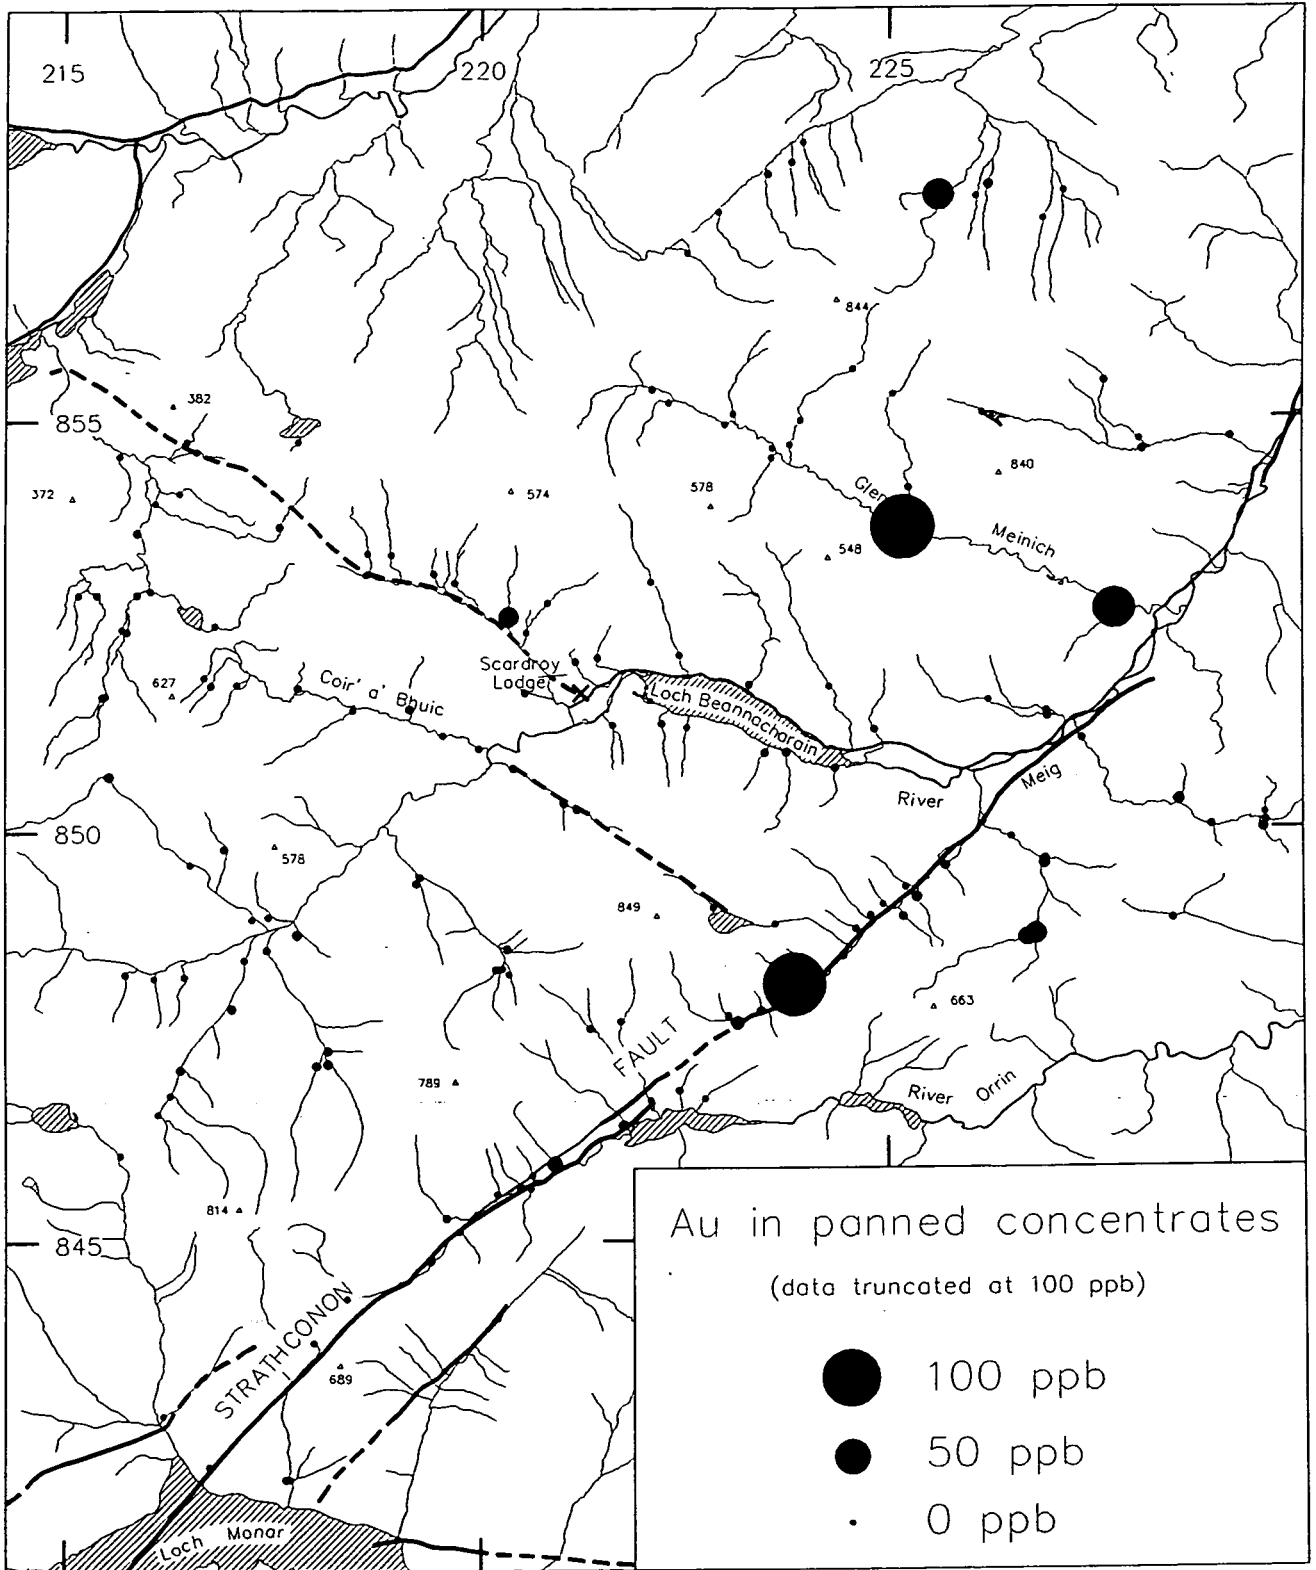 215
220
225
844
382
855
372
574
578
840
Glen
Meinich
548
Scardroy
Lodge
627
Coir' a' Bhuic
Loch Beannacharain
River
Meig
850
578
849
663
FAULT
789
River Orrin
814
845
STRATHCONON
689
Loch Monar
Au in panned concentrates
(data truncated at 100 ppb)
100 ppb
50 ppb
0 ppb